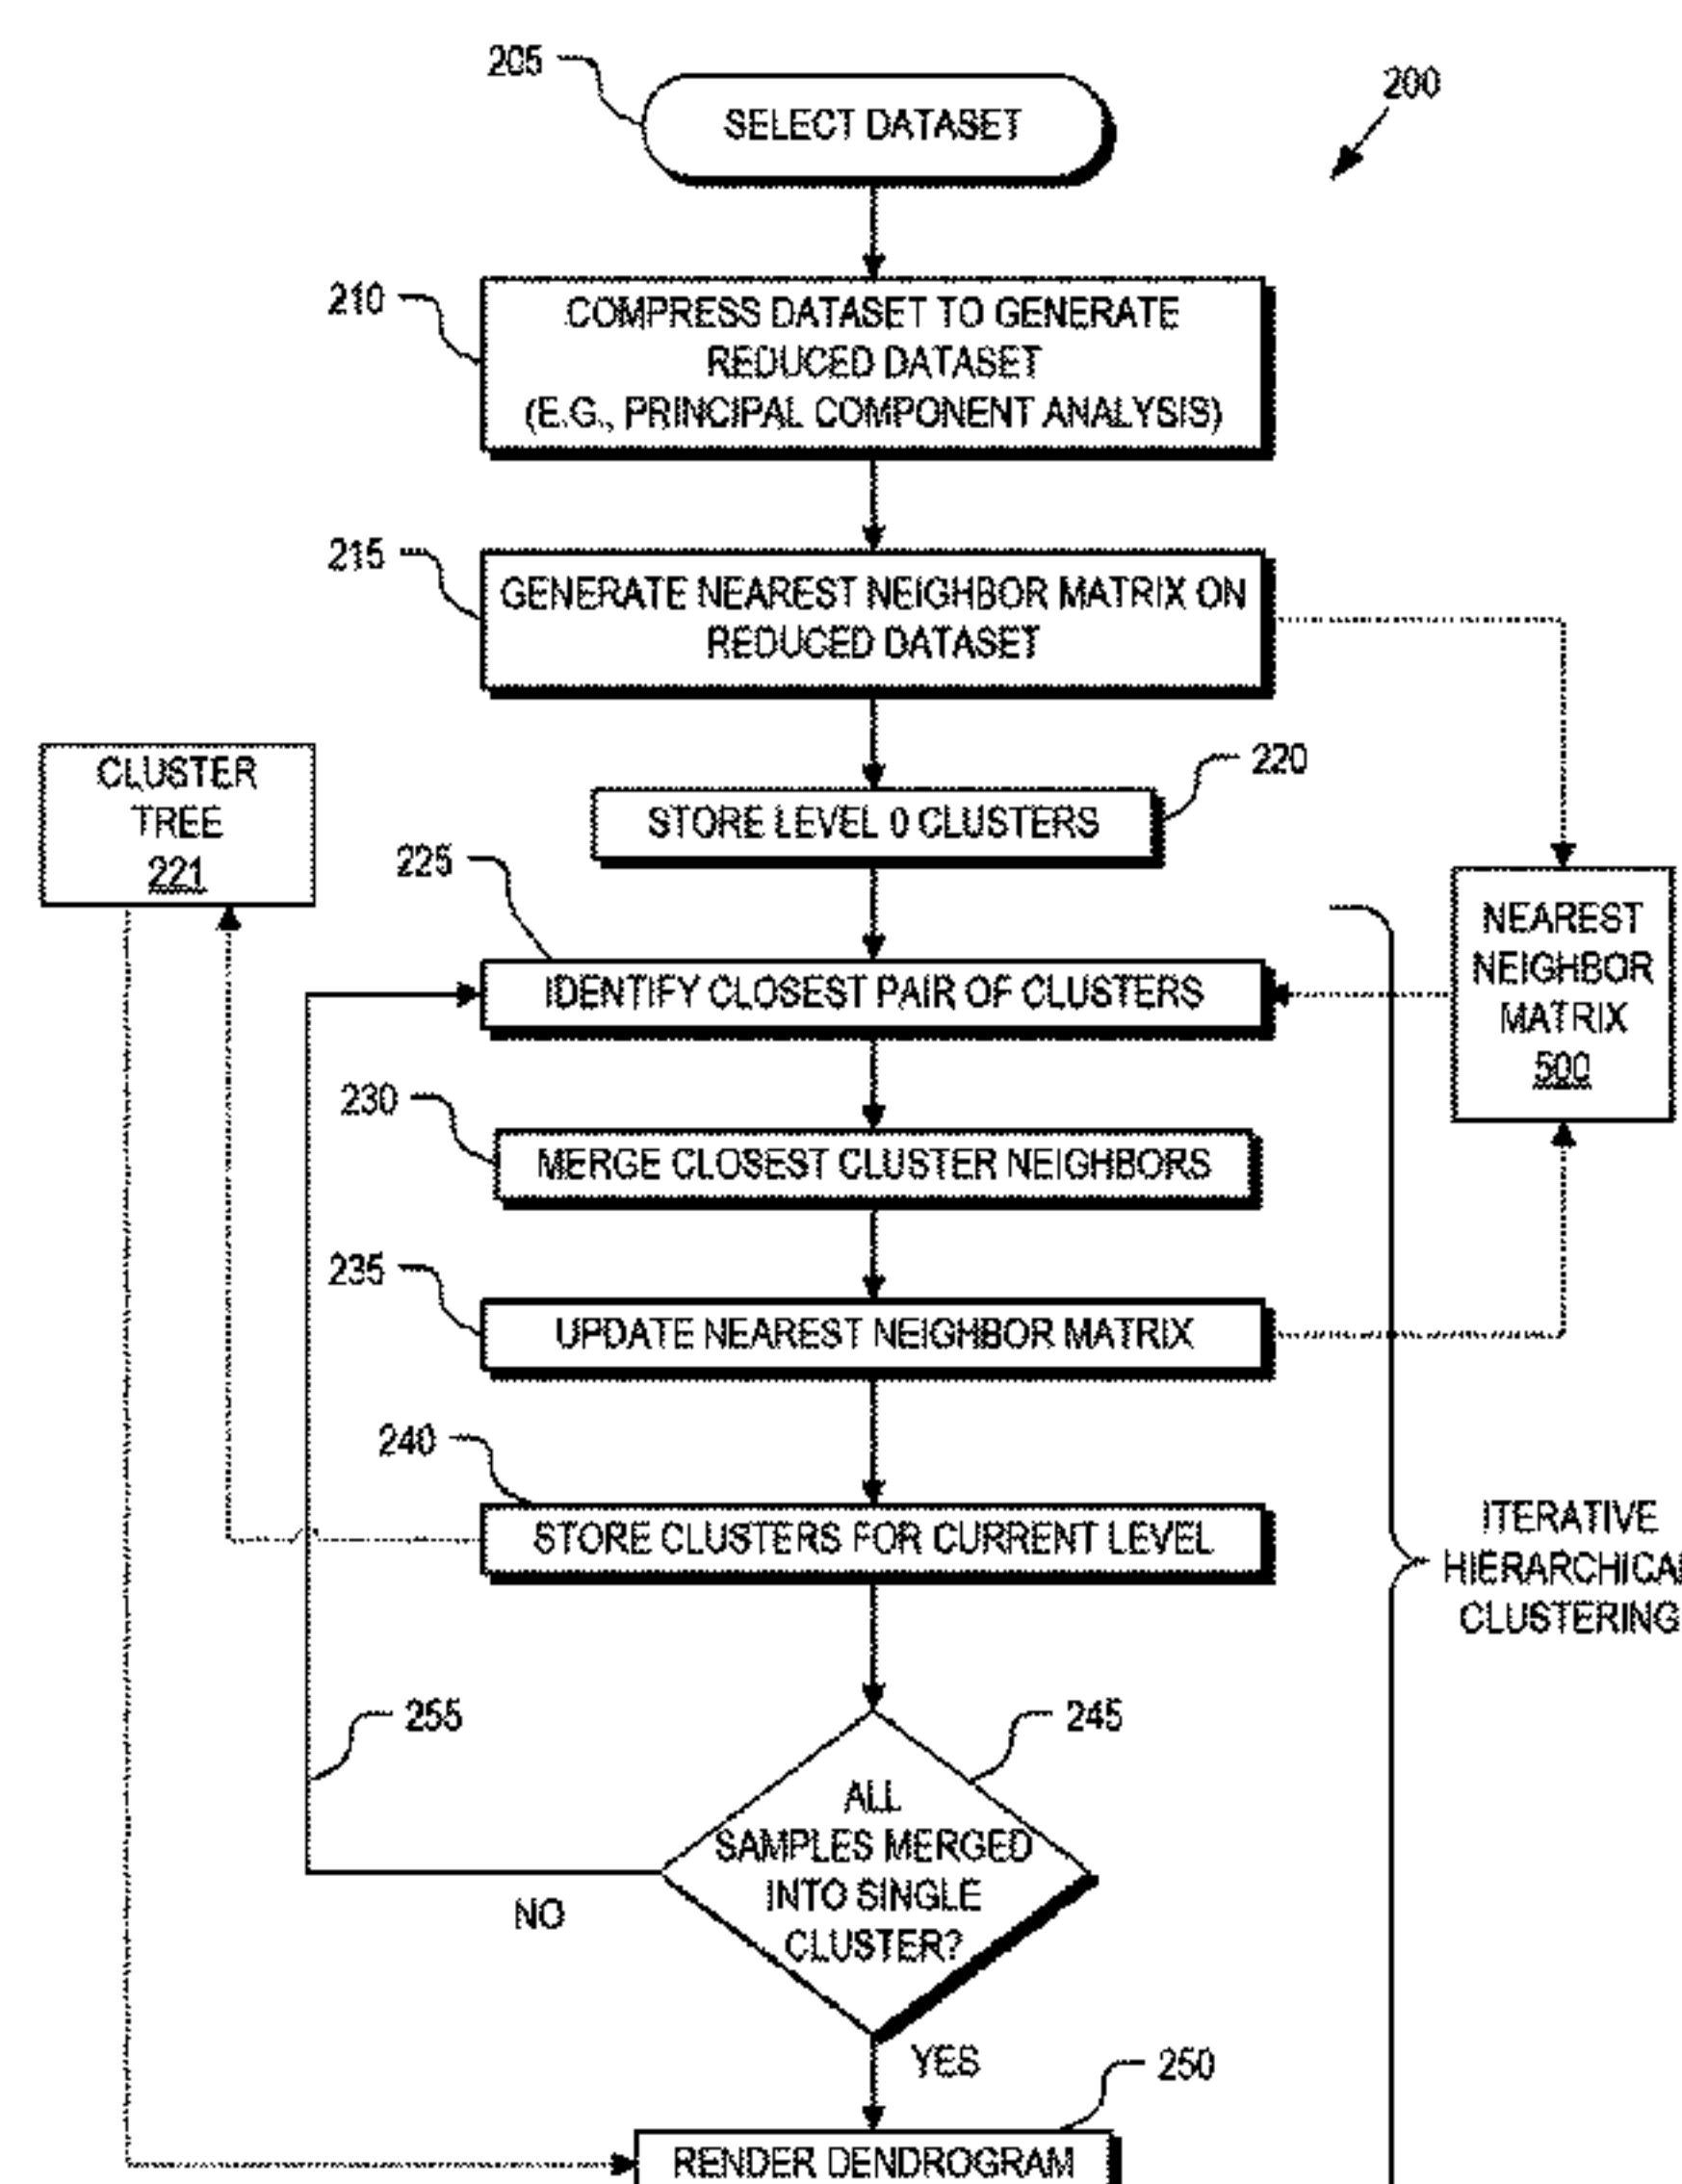 205
SELECT DATASET
200
210
COMPRESS DATASET TO GENERATE
REDUCED DATASET
(E.G., PRINCIPAL COMPONENT ANALYSIS)
215
GENERATE NEAREST NEIGHBOR MATRIX ON
REDUCED DATASET
CLUSTER
TREE
221
220
STORE LEVEL 0 CLUSTERS
225
IDENTIFY CLOSEST PAIR OF CLUSTERS
NEAREST
NEIGHBOR
MATRIX
500
230
MERGE CLOSEST CLUSTER NEIGHBORS
235
UPDATE NEAREST NEIGHBOR MATRIX
240
STORE CLUSTERS FOR CURRENT LEVEL
ITERATIVE
HIERARCHICAL
CLUSTERING
255
245
ALL
SAMPLES MERGED
INTO SINGLE
CLUSTER?
NO
YES
250
RENDER DENDROGRAM